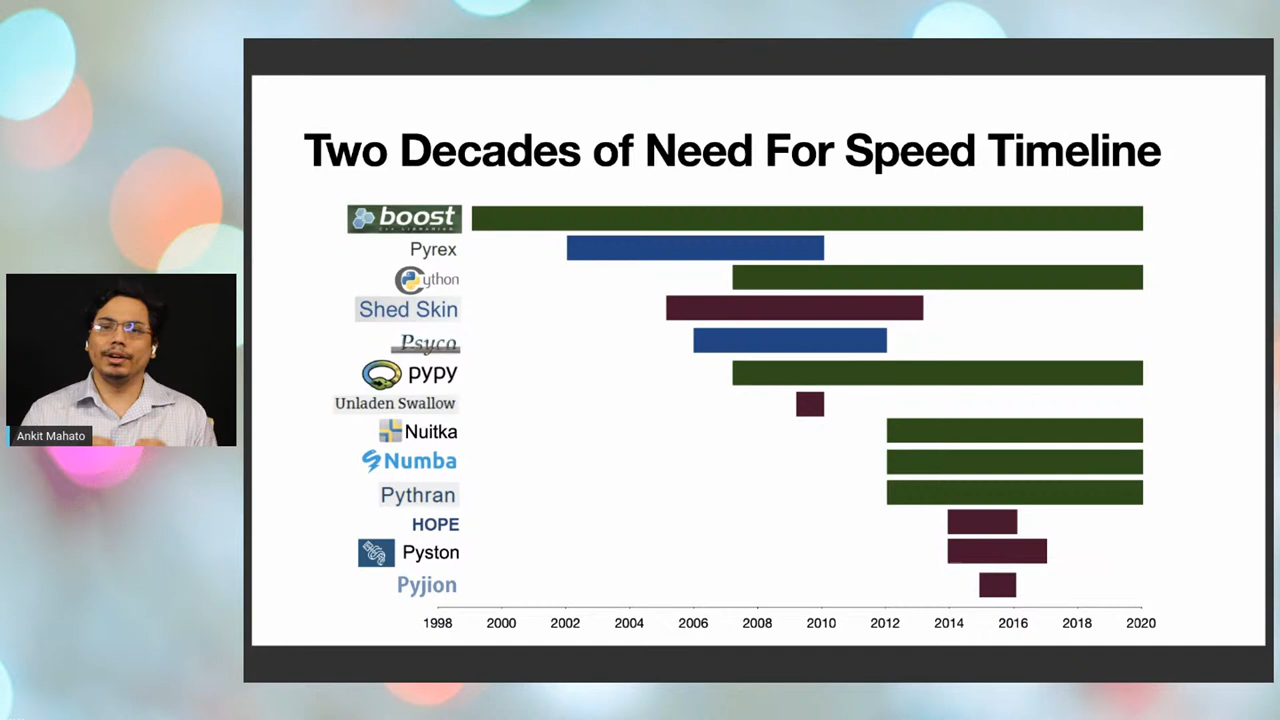 Two Decades of Need For Speed Timeline
boost
C++ LIBRARIES
Pyrex
Cython
Shed Skin
Psyco
pypy
Unladen Swallow
Nuitka
Numba
Pythran
HOPE
Pyston
Pyjion
1998 2000 2002 2004 2006 2008 2010 2012 2014 2016 2018 2020
Ankit Mahato